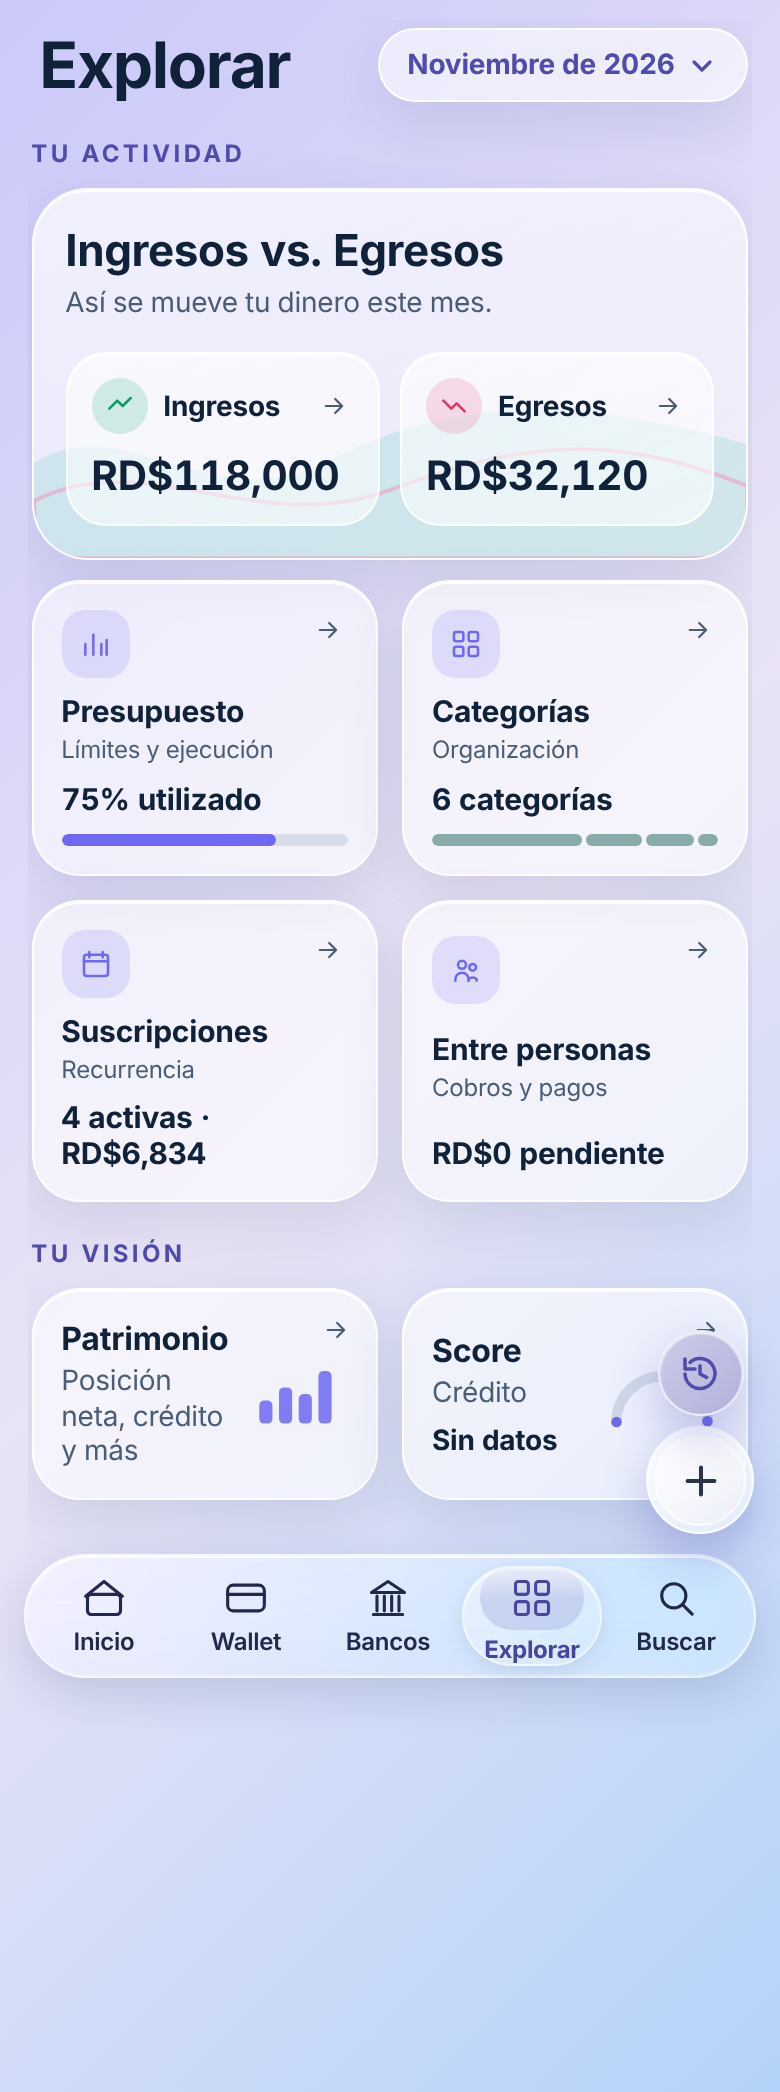 Explorar
Noviembre de 2026
TU ACTIVIDAD
Ingresos vs. Egresos
Así se mueve tu dinero este mes.
Ingresos
RD$118,000
Egresos
RD$32,120
Presupuesto
Límites y ejecución
75% utilizado
Categorías
Organización
6 categorías
Suscripciones
Recurrencia
4 activas ·
RD$6,834
Entre personas
Cobros y pagos
RD$0 pendiente
TU VISIÓN
Patrimonio
Posición
neta, crédito
y más
Score
Crédito
Sin datos
Inicio
Wallet
Bancos
Explorar
Buscar